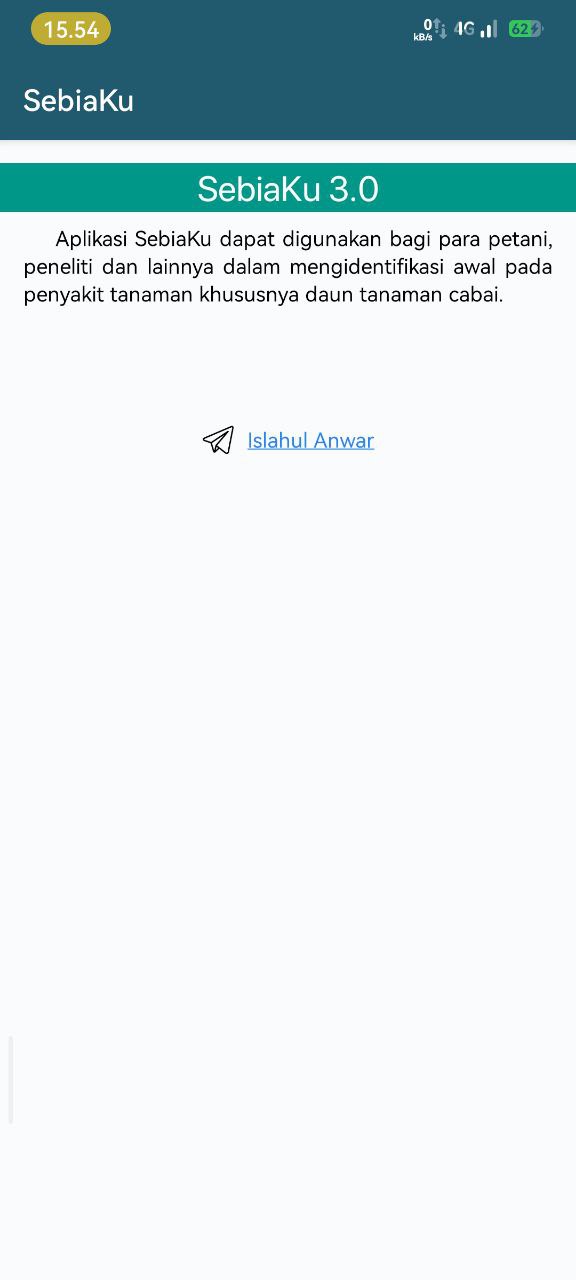 15.54
0
kB/s
4G
62
SebiaKu
SebiaKu 3.0
Aplikasi SebiaKu dapat digunakan bagi para petani,
peneliti dan lainnya dalam mengidentifikasi awal pada
penyakit tanaman khususnya daun tanaman cabai.
Islahul Anwar